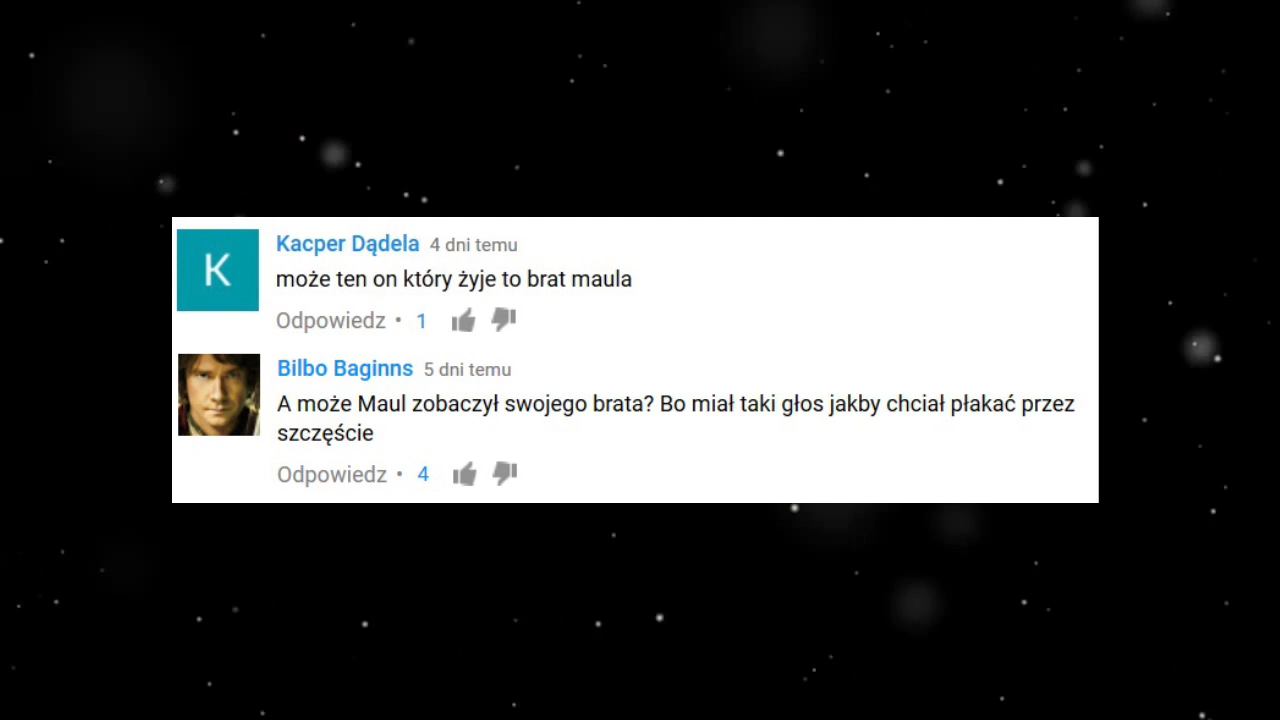 K
Kacper Dądela 4 dni temu
może ten on który żyje to brat maula
Odpowiedz • 1
Bilbo Baginns 5 dni temu
A może Maul zobaczył swojego brata? Bo miał taki głos jakby chciał płakać przez
szczęście
Odpowiedz • 4